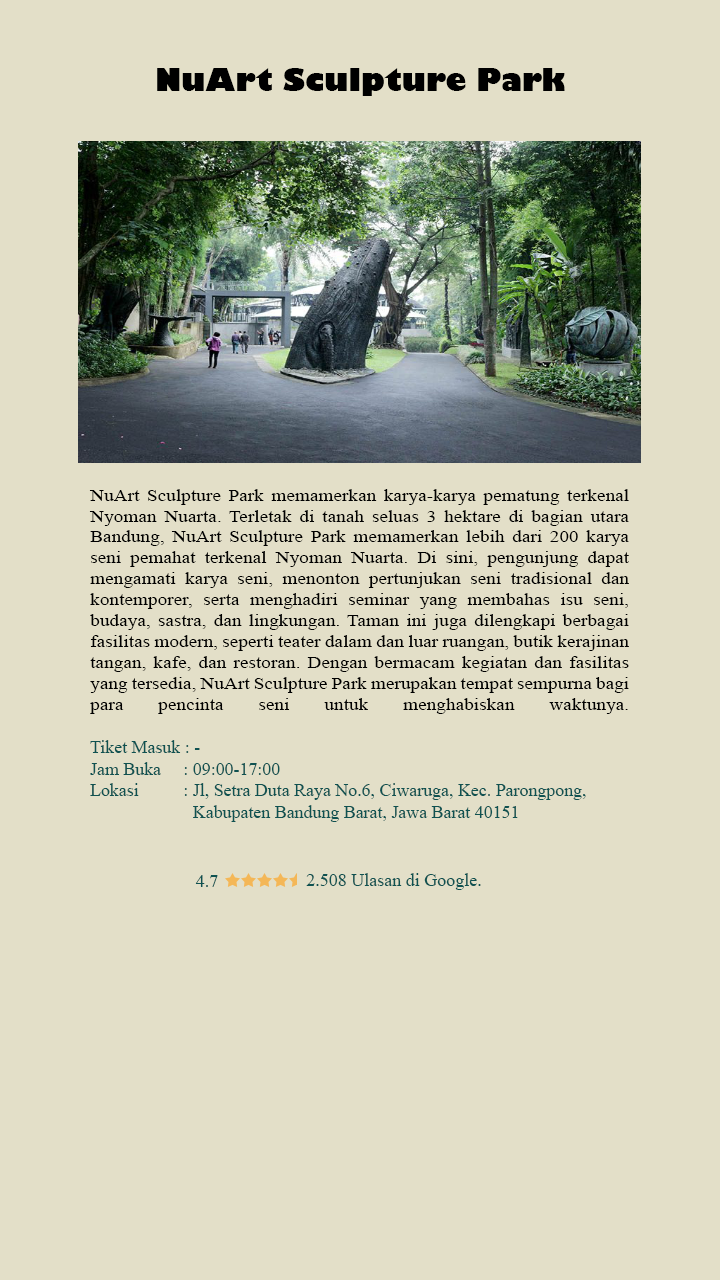 NuArt Sculpture Park
NuArt Sculpture Park memamerkan karya-karya pematung terkenal
Nyoman Nuarta. Terletak di tanah seluas 3 hektare di bagian utara
Bandung, NuArt Sculpture Park memamerkan lebih dari 200 karya
seni pemahat terkenal Nyoman Nuarta. Di sini, pengunjung dapat
mengamati karya seni, menonton pertunjukan seni tradisional dan
kontemporer, serta menghadiri seminar yang membahas isu seni,
budaya, sastra, dan lingkungan. Taman ini juga dilengkapi berbagai
fasilitas modern, seperti teater dalam dan luar ruangan, butik kerajinan
tangan, kafe, dan restoran. Dengan bermacam kegiatan dan fasilitas
yang tersedia, NuArt Sculpture Park merupakan tempat sempurna bagi
para pencinta seni untuk menghabiskan waktunya.
Tiket Masuk : -
Jam Buka : 09:00-17:00
Lokasi : Jl, Setra Duta Raya No.6, Ciwaruga, Kec. Parongpong,
Kabupaten Bandung Barat, Jawa Barat 40151
4.7 2.508 Ulasan di Google.